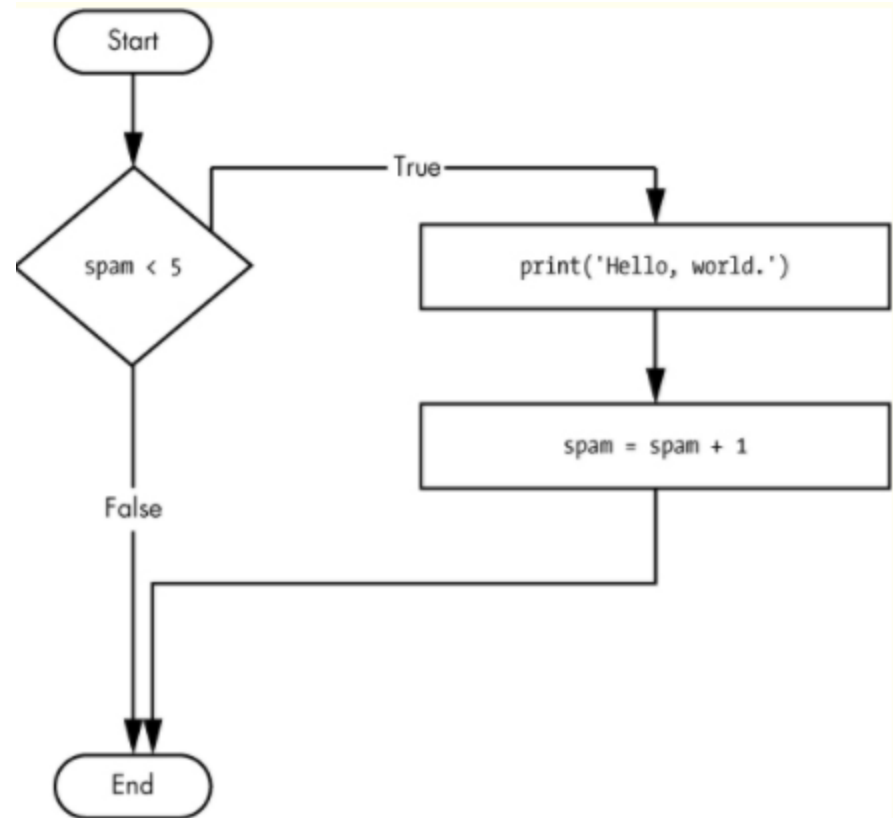 Start
True
spam < 5
print('Hello, world.')
spam = spam + 1
False
End